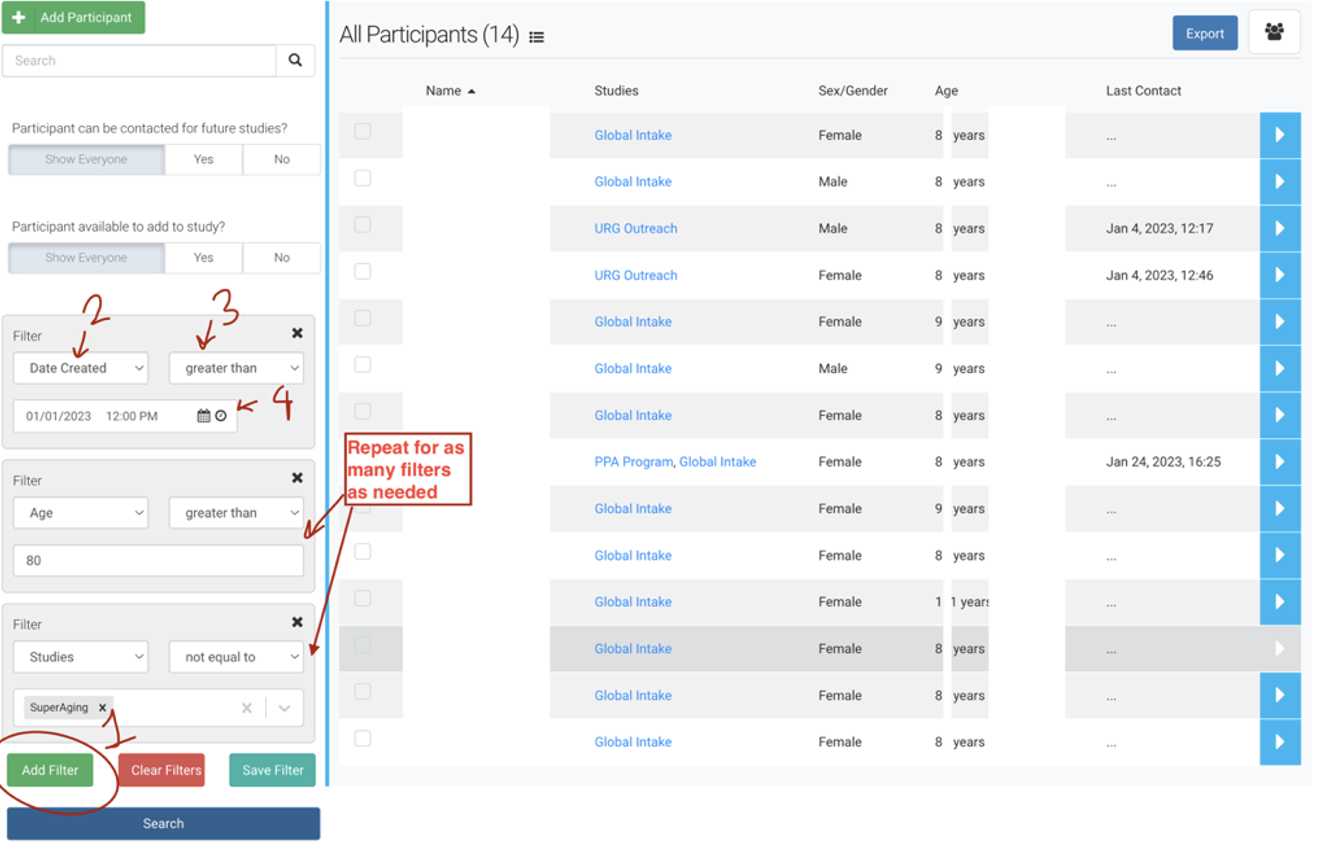 Add Participant
Search
Participant can be contacted for future studies?
Show Everyone Yes No
Participant available to add to study?
Show Everyone Yes No
2 3
Filter
Date Created greater than
01/01/2023 12:00 PM 4
Filter
Age greater than
80
Repeat for as
many filters
as needed
Filter
Studies not equal to
SuperAging x
1
Add Filter Clear Filters Save Filter
Search
All Participants (14) Export
Name Studies Sex/Gender Age Last Contact
Global Intake Female 8 years ...
Global Intake Male 8 years ...
URG Outreach Male 8 years Jan 4, 2023, 12:17
URG Outreach Female 8 years Jan 4, 2023, 12:46
Global Intake Female 9 years ...
Global Intake Male 9 years ...
Global Intake Female 8 years ...
PPA Program, Global Intake Female 8 years Jan 24, 2023, 16:25
Global Intake Female 9 years ...
Global Intake Female 8 years ...
Global Intake Female 1 1 years ...
Global Intake Female 8 years ...
Global Intake Female 8 years ...
Global Intake Female 8 years ...